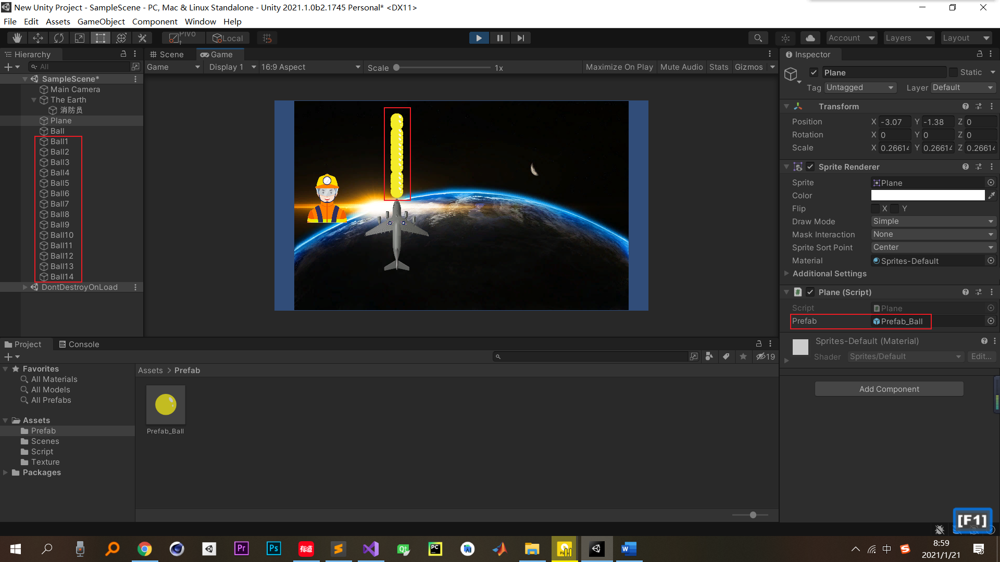 New Unity Project - SampleScene - PC, Mac & Linux Standalone - Unity 2021.1.0b2.1745 Personal* <DX11>
File Edit Assets GameObject Component Window Help
Pivot Local Account Layers Layout
Hierarchy
All
SampleScene*
Main Camera
The Earth
消防员
Plane
Ball
Ball1
Ball2
Ball3
Ball4
Ball5
Ball6
Ball7
Ball8
Ball9
Ball10
Ball11
Ball12
Ball13
Ball14
DontDestroyOnLoad
Scene Game
Game Display 1 16:9 Aspect Scale 1x Maximize On Play Mute Audio Stats Gizmos
Inspector
Plane Static
Tag Untagged Layer Default
Transform
Position X -3.07 Y -1.38 Z 0
Rotation X 0 Y 0 Z 0
Scale X 0.26614 Y 0.26614 Z 0.26614
Sprite Renderer
Sprite Plane
Color
Flip X Y
Draw Mode Simple
Mask Interaction None
Sprite Sort Point Center
Material Sprites-Default
Additional Settings
Plane (Script)
Script Plane
Prefab Prefab_Ball
Sprites-Default (Material)
Shader Sprites/Default Edit...
Add Component
Project Console
19
Favorites
All Materials
All Models
All Prefabs
Assets
Prefab
Scenes
Script
Texture
Packages
Assets > Prefab
Prefab_Ball
[F1]
Pr Ps 有道 Qt PC W 中
8:59
2021/1/21